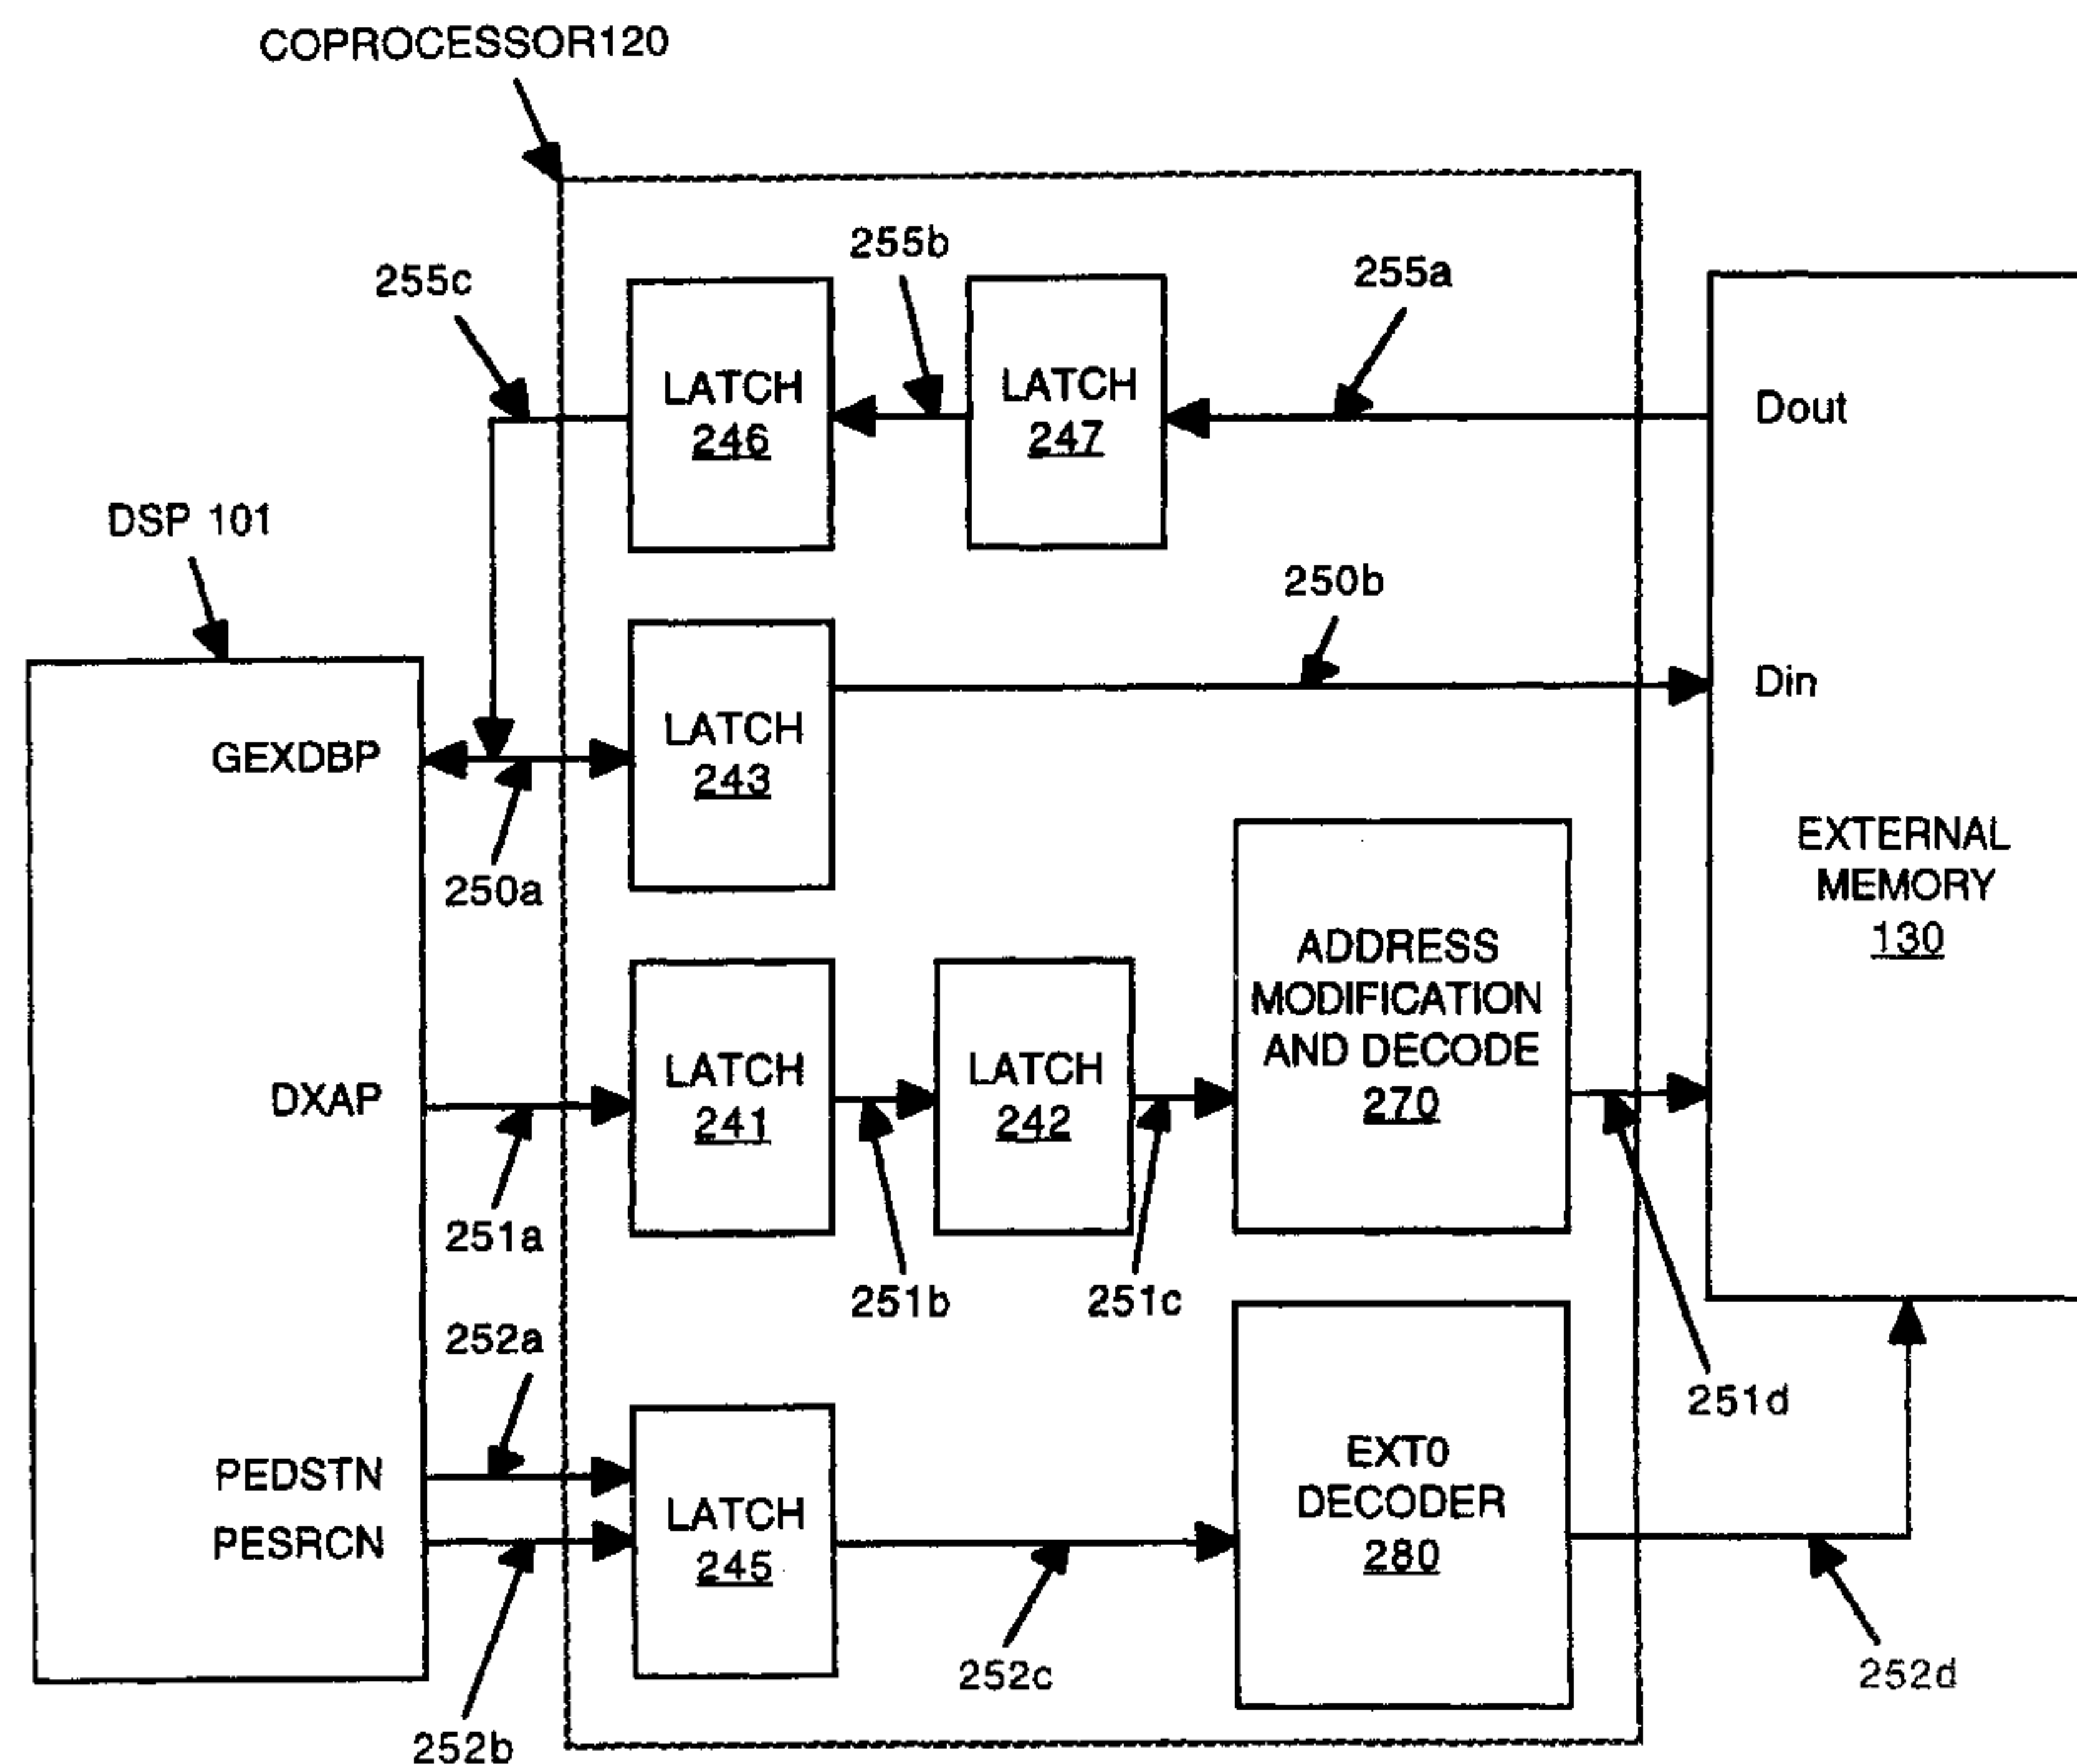 COPROCESSOR120
255b
255a
255c
LATCH
246
LATCH
247
Dout
DSP 101
250b
LATCH
243
Din
GEXDBP
250a
EXTERNAL
MEMORY
130
ADDRESS
MODIFICATION
AND DECODE
270
DXAP
LATCH
241
LATCH
242
251a
251b
251c
252a
251d
PEDSTN
PESRCN
LATCH
245
EXT0
DECODER
280
252c
252d
252b